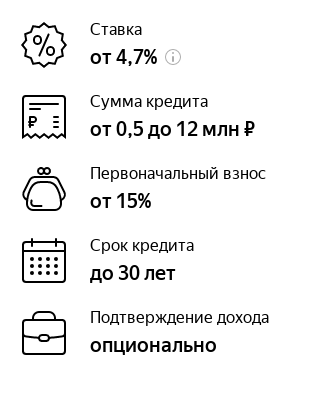 Ставка
от 4,7%
Сумма кредита
от 0,5 до 12 млн ₽
Первоначальный взнос
от 15%
Срок кредита
до 30 лет
Подтверждение дохода
опционально